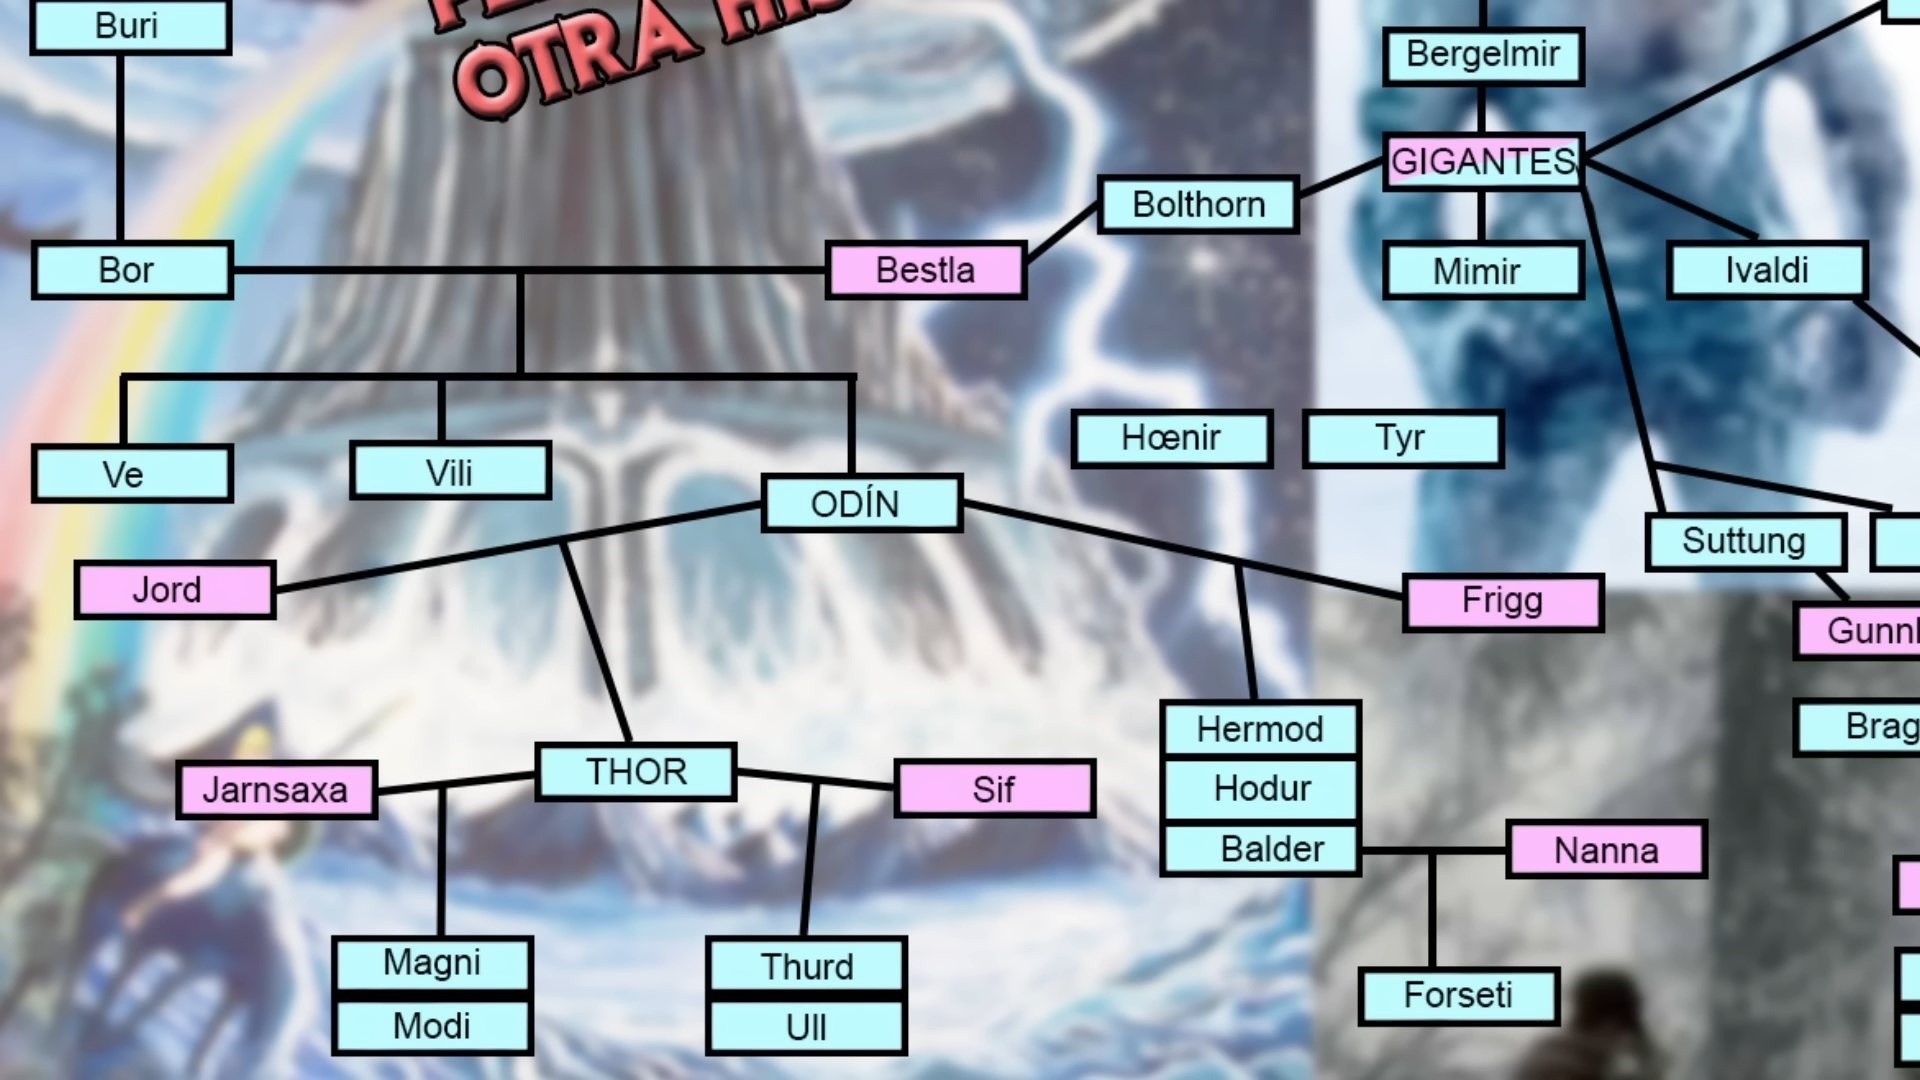 Buri
OTRA
Bergelmir
GIGANTES
Bolthorn
Bor
Bestla
Mimir
Ivaldi
Hœnir
Tyr
Ve
Vili
ODÍN
Suttung
Jord
Frigg
Hermod
Jarnsaxa
THOR
Sif
Hodur
Balder
Nanna
Magni
Thurd
Forseti
Modi
Ull